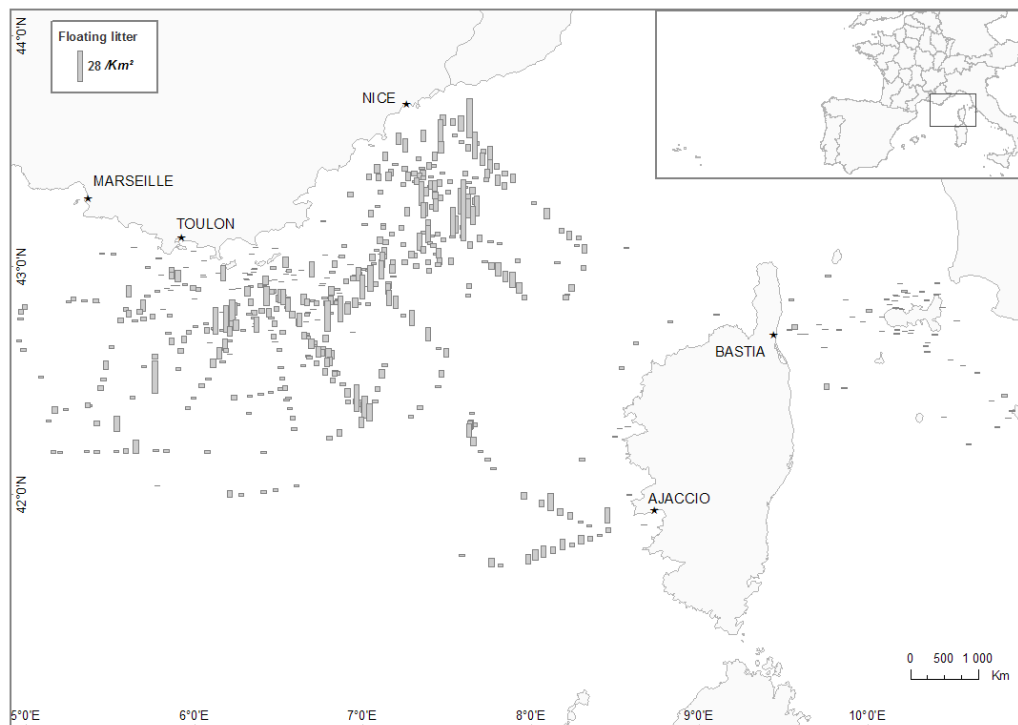 44°0'N
Floating litter
28 /Km²
NICE
MARSEILLE
TOULON
43°0'N
BASTIA
42°0'N
AJACCIO
0 500 1 000
Km
5°0'E 6°0'E 7°0'E 8°0'E 9°0'E 10°0'E